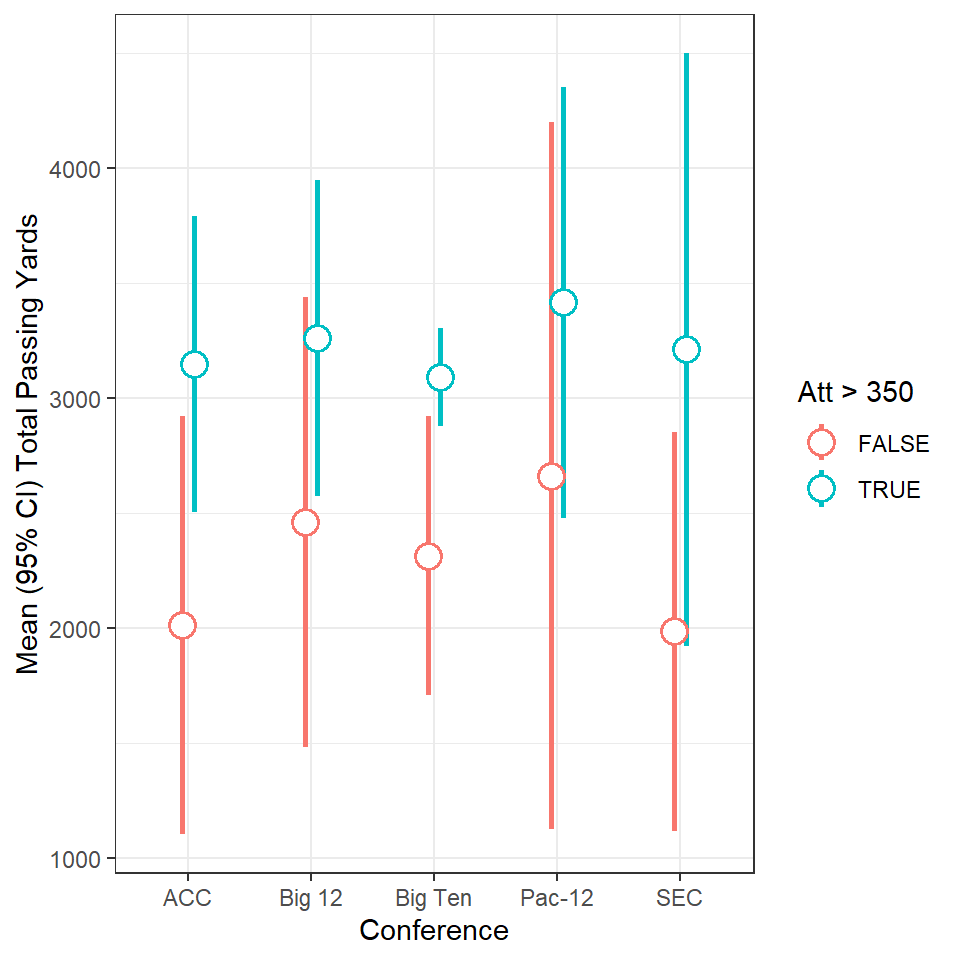 Mean (95% CI) Total Passing Yards
4000
3000
2000
1000
ACC
Big 12
Big Ten
Pac-12
SEC
Conference
Att > 350
FALSE
TRUE